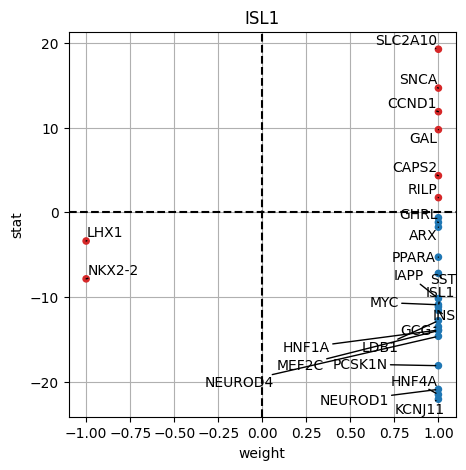 ISL1
20
10
0
−10
−20
stat
SLC2A10
SNCA
CCND1
GAL
CAPS2
RILP
GHRL
ARX
LHX1
PPARA
NKX2-2
IAPP
SST
ISL1
MYC
INS
GCG
HNF1A
LDB1
MEF2C
PCSK1N
NEUROD4
HNF4A
NEUROD1
KCNJ11
−1.00
−0.75
−0.50
−0.25
0.00
0.25
0.50
0.75
1.00
weight